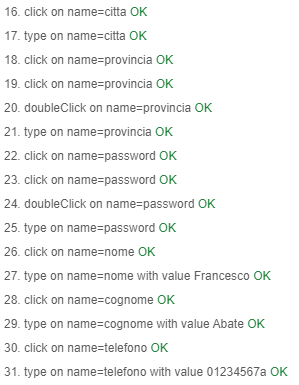 16. click on name=citta OK
17. type on name=citta OK
18. click on name=provincia OK
19. click on name=provincia OK
20. doubleClick on name=provincia OK
21. type on name=provincia OK
22. click on name=password OK
23. click on name=password OK
24. doubleClick on name=password OK
25. type on name=password OK
26. click on name=nome OK
27. type on name=nome with value Francesco OK
28. click on name=cognome OK
29. type on name=cognome with value Abate OK
30. click on name=telefono OK
31. type on name=telefono with value 01234567a OK